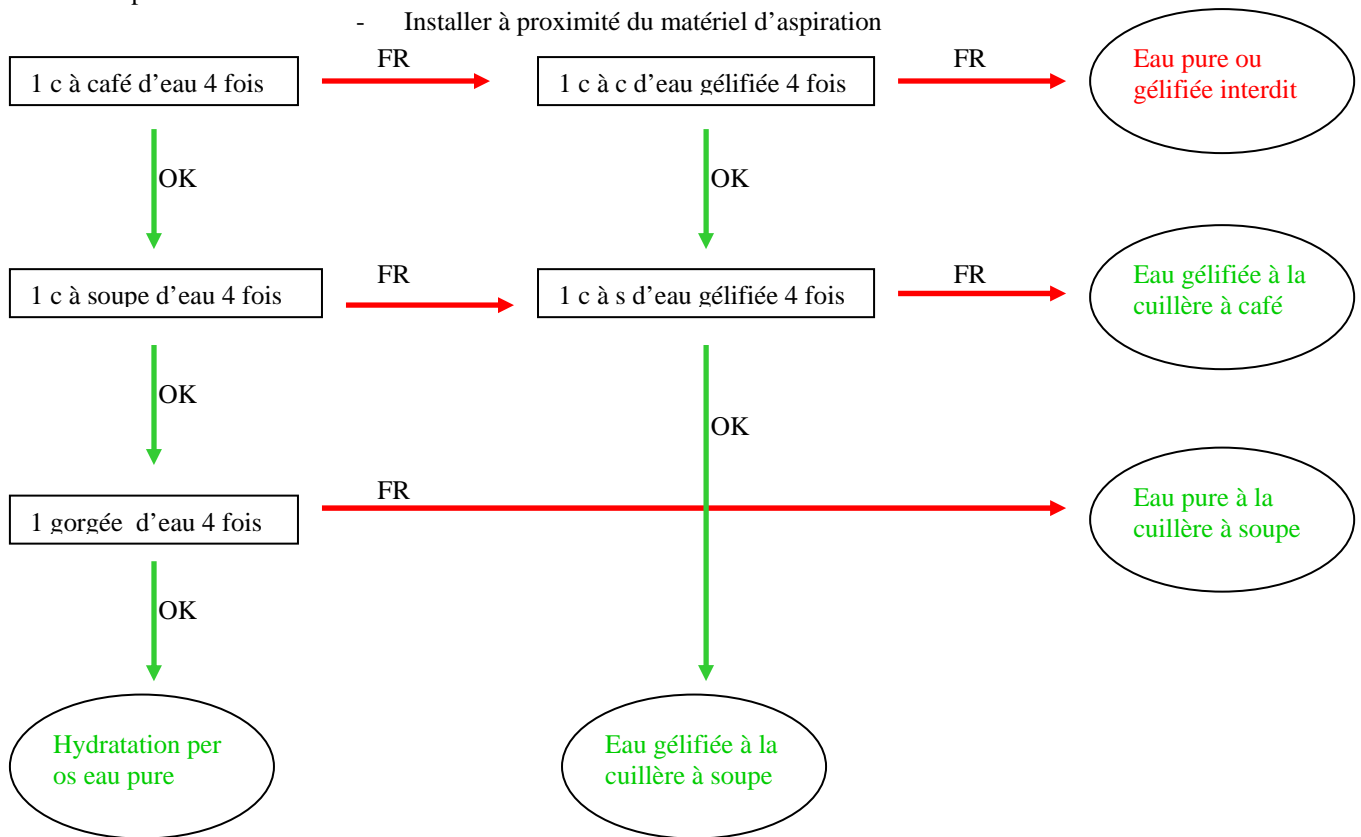 - Installer à proximité du matériel d’aspiration
FR
FR
1 c à café d’eau 4 fois
1 c à c d’eau gélifiée 4 fois
Eau pure ou
gélifiée interdit
OK
OK
FR
FR
1 c à soupe d’eau 4 fois
1 c à s d’eau gélifiée 4 fois
Eau gélifiée à la
cuillère à café
OK
OK
FR
1 gorgée d’eau 4 fois
Eau pure à la
cuillère à soupe
OK
Hydratation per
os eau pure
Eau gélifiée à la
cuillère à soupe